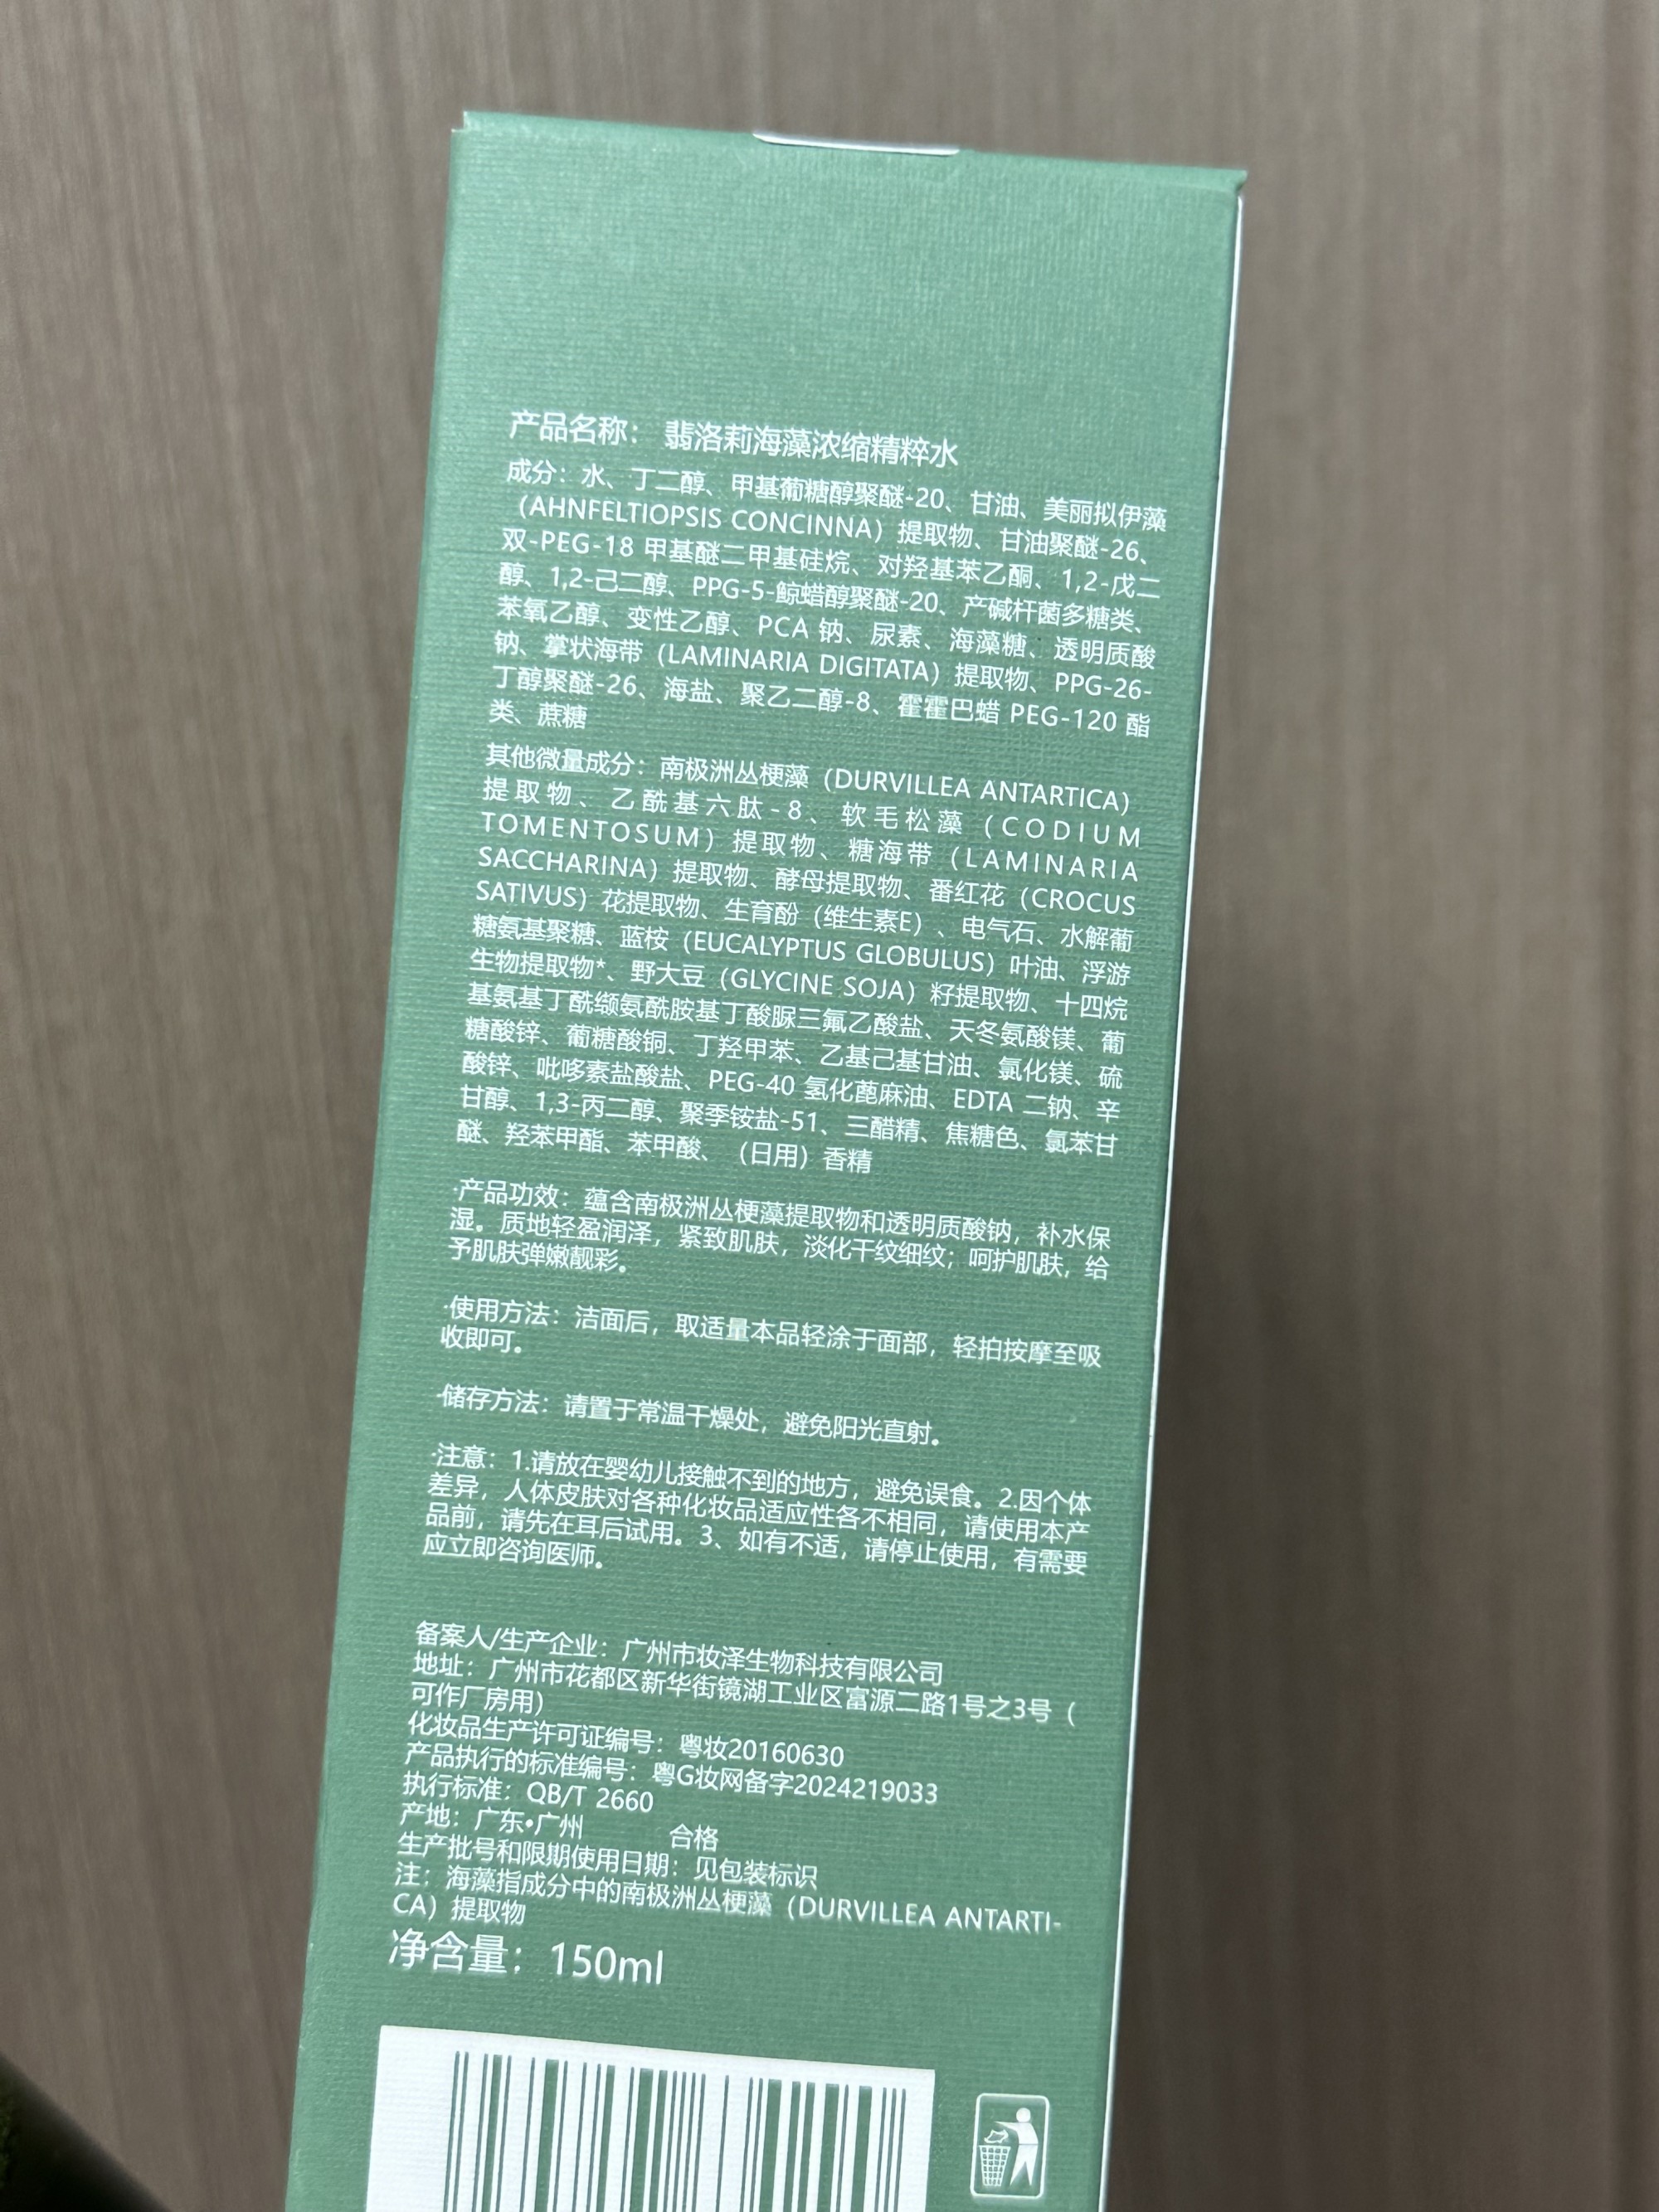 产品名称：翡洛莉海藻浓缩精粹水
成分：水、丁二醇、甲基葡糖醇聚醚-20、甘油、美丽拟伊藻
（AHNFELTIOPSIS CONCINNA）提取物、甘油聚醚-26、
双-PEG-18 甲基醚二甲基硅烷、对羟基苯乙酮、1,2-戊二
醇、1,2-己二醇、PPG-5-鲸蜡醇聚醚-20、产碱杆菌多糖类、
苯氧乙醇、变性乙醇、PCA 钠、尿素、海藻糖、透明质酸
钠、掌状海带（LAMINARIA DIGITATA）提取物、PPG-26-
丁醇聚醚-26、海盐、聚乙二醇-8、霍霍巴蜡 PEG-120 酯
类、蔗糖
其他微量成分：南极洲丛梗藻（DURVILLEA ANTARTICA）
提取物、乙酰基六肽-8、软毛松藻（CODIUM
TOMENTOSUM）提取物、糖海带（LAMINARIA
SACCHARINA）提取物、酵母提取物、番红花（CROCUS
SATIVUS）花提取物、生育酚（维生素E）、电气石、水解葡
糖氨基聚糖、蓝桉（EUCALYPTUS GLOBULUS）叶油、浮游
生物提取物*、野大豆（GLYCINE SOJA）籽提取物、十四烷
基氨基丁酰缬氨酰胺基丁酸脲三氟乙酸盐、天冬氨酸镁、葡
糖酸锌、葡糖酸铜、丁羟甲苯、乙基己基甘油、氯化镁、硫
酸锌、吡哆素盐酸盐、PEG-40 氢化蓖麻油、EDTA 二钠、辛
甘醇、1,3-丙二醇、聚季铵盐-51、三醋精、焦糖色、氯苯甘
醚、羟苯甲酯、苯甲酸、（日用）香精
·产品功效：蕴含南极洲丛梗藻提取物和透明质酸钠，补水保
湿。质地轻盈润泽，紧致肌肤，淡化干纹细纹；呵护肌肤，给
予肌肤弹嫩靓彩。
·使用方法：洁面后，取适量本品轻涂于面部，轻拍按摩至吸
收即可。
·储存方法：请置于常温干燥处，避免阳光直射。
·注意：1.请放在婴幼儿接触不到的地方，避免误食。2.因个体
差异，人体皮肤对各种化妆品适应性各不相同，请使用本产
品前，请先在耳后试用。3、如有不适，请停止使用，有需要
应立即咨询医师。
备案人/生产企业：广州市妆泽生物科技有限公司
地址：广州市花都区新华街镜湖工业区富源二路1号之3号（
可作厂房用）
化妆品生产许可证编号：粤妆20160630
产品执行的标准编号：粤G妆网备字2024219033
执行标准：QB/T 2660
产地：广东•广州 合格
生产批号和限期使用日期：见包装标识
注：海藻指成分中的南极洲丛梗藻（DURVILLEA ANTARTI-
CA）提取物
净含量：150ml